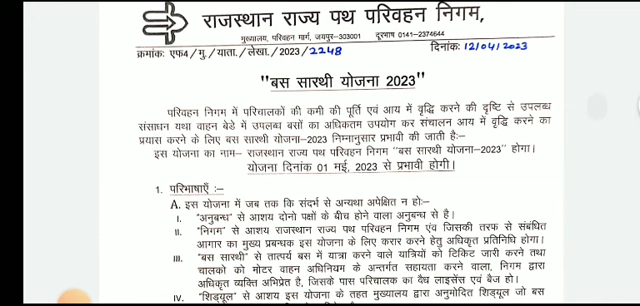 राजस्थान राज्य पथ परिवहन निगम,
मुख्यालय, परिवहन मार्ग, जयपुर–303001 दूरभाष 0141–2374644
क्रमांकः एफ4/मु./याता./लेखा./2023/2248 दिनांकः 12/04/2023
"बस सारथी योजना 2023"
परिवहन निगम में परिचालकों की कमी की पूर्ति एवं आय में वृद्धि करने की दृष्टि से उपलब्ध
संसाधन यथा वाहन बेडे में उपलब्ध बसों का अधिकतम उपयोग कर संचालन आय में वृद्धि करने का
प्रयास करने के लिए बस सारथी योजना–2023 निम्नानुसार प्रभावी की जाती है:–
इस योजना का नाम– राजस्थान राज्य पथ परिवहन निगम "बस सारथी योजना–2023" होगा।
योजना दिनांक 01 मई, 2023 से प्रभावी होगी।
1. परिभाषाएँ :–
A. इस योजना में जब तक कि संदर्भ से अन्यथा अपेक्षित न हो:–
I. "अनुबन्ध" से आशय दोनो पक्षों के बीच होने वाला अनुबन्ध से है।
II. "निगम" से आशय राजस्थान राज्य पथ परिवहन निगम एंव जिसकी तरफ से संबंधित
आगार का मुख्य प्रबन्धक इस योजना के लिए करार करने हेतु अधिकृत प्रतिनिधि होगा।
III. "बस सारथी" से तात्पर्य बस में यात्रा करने वाले यात्रियों को टिकिट जारी करने तथा
चालको को मोटर वाहन अधिनियम के अन्तर्गत सहायता करने वाला, निगम द्वारा
अधिकृत व्यक्ति अभिप्रेत है, जिसके पास परिचालक का वैध लाइसेंस एवं बैज हो।
IV. "शिड्यूल" से आशय इस योजना के तहत मुख्यालय द्वारा अनुमोदित शिड्यूल जो बस